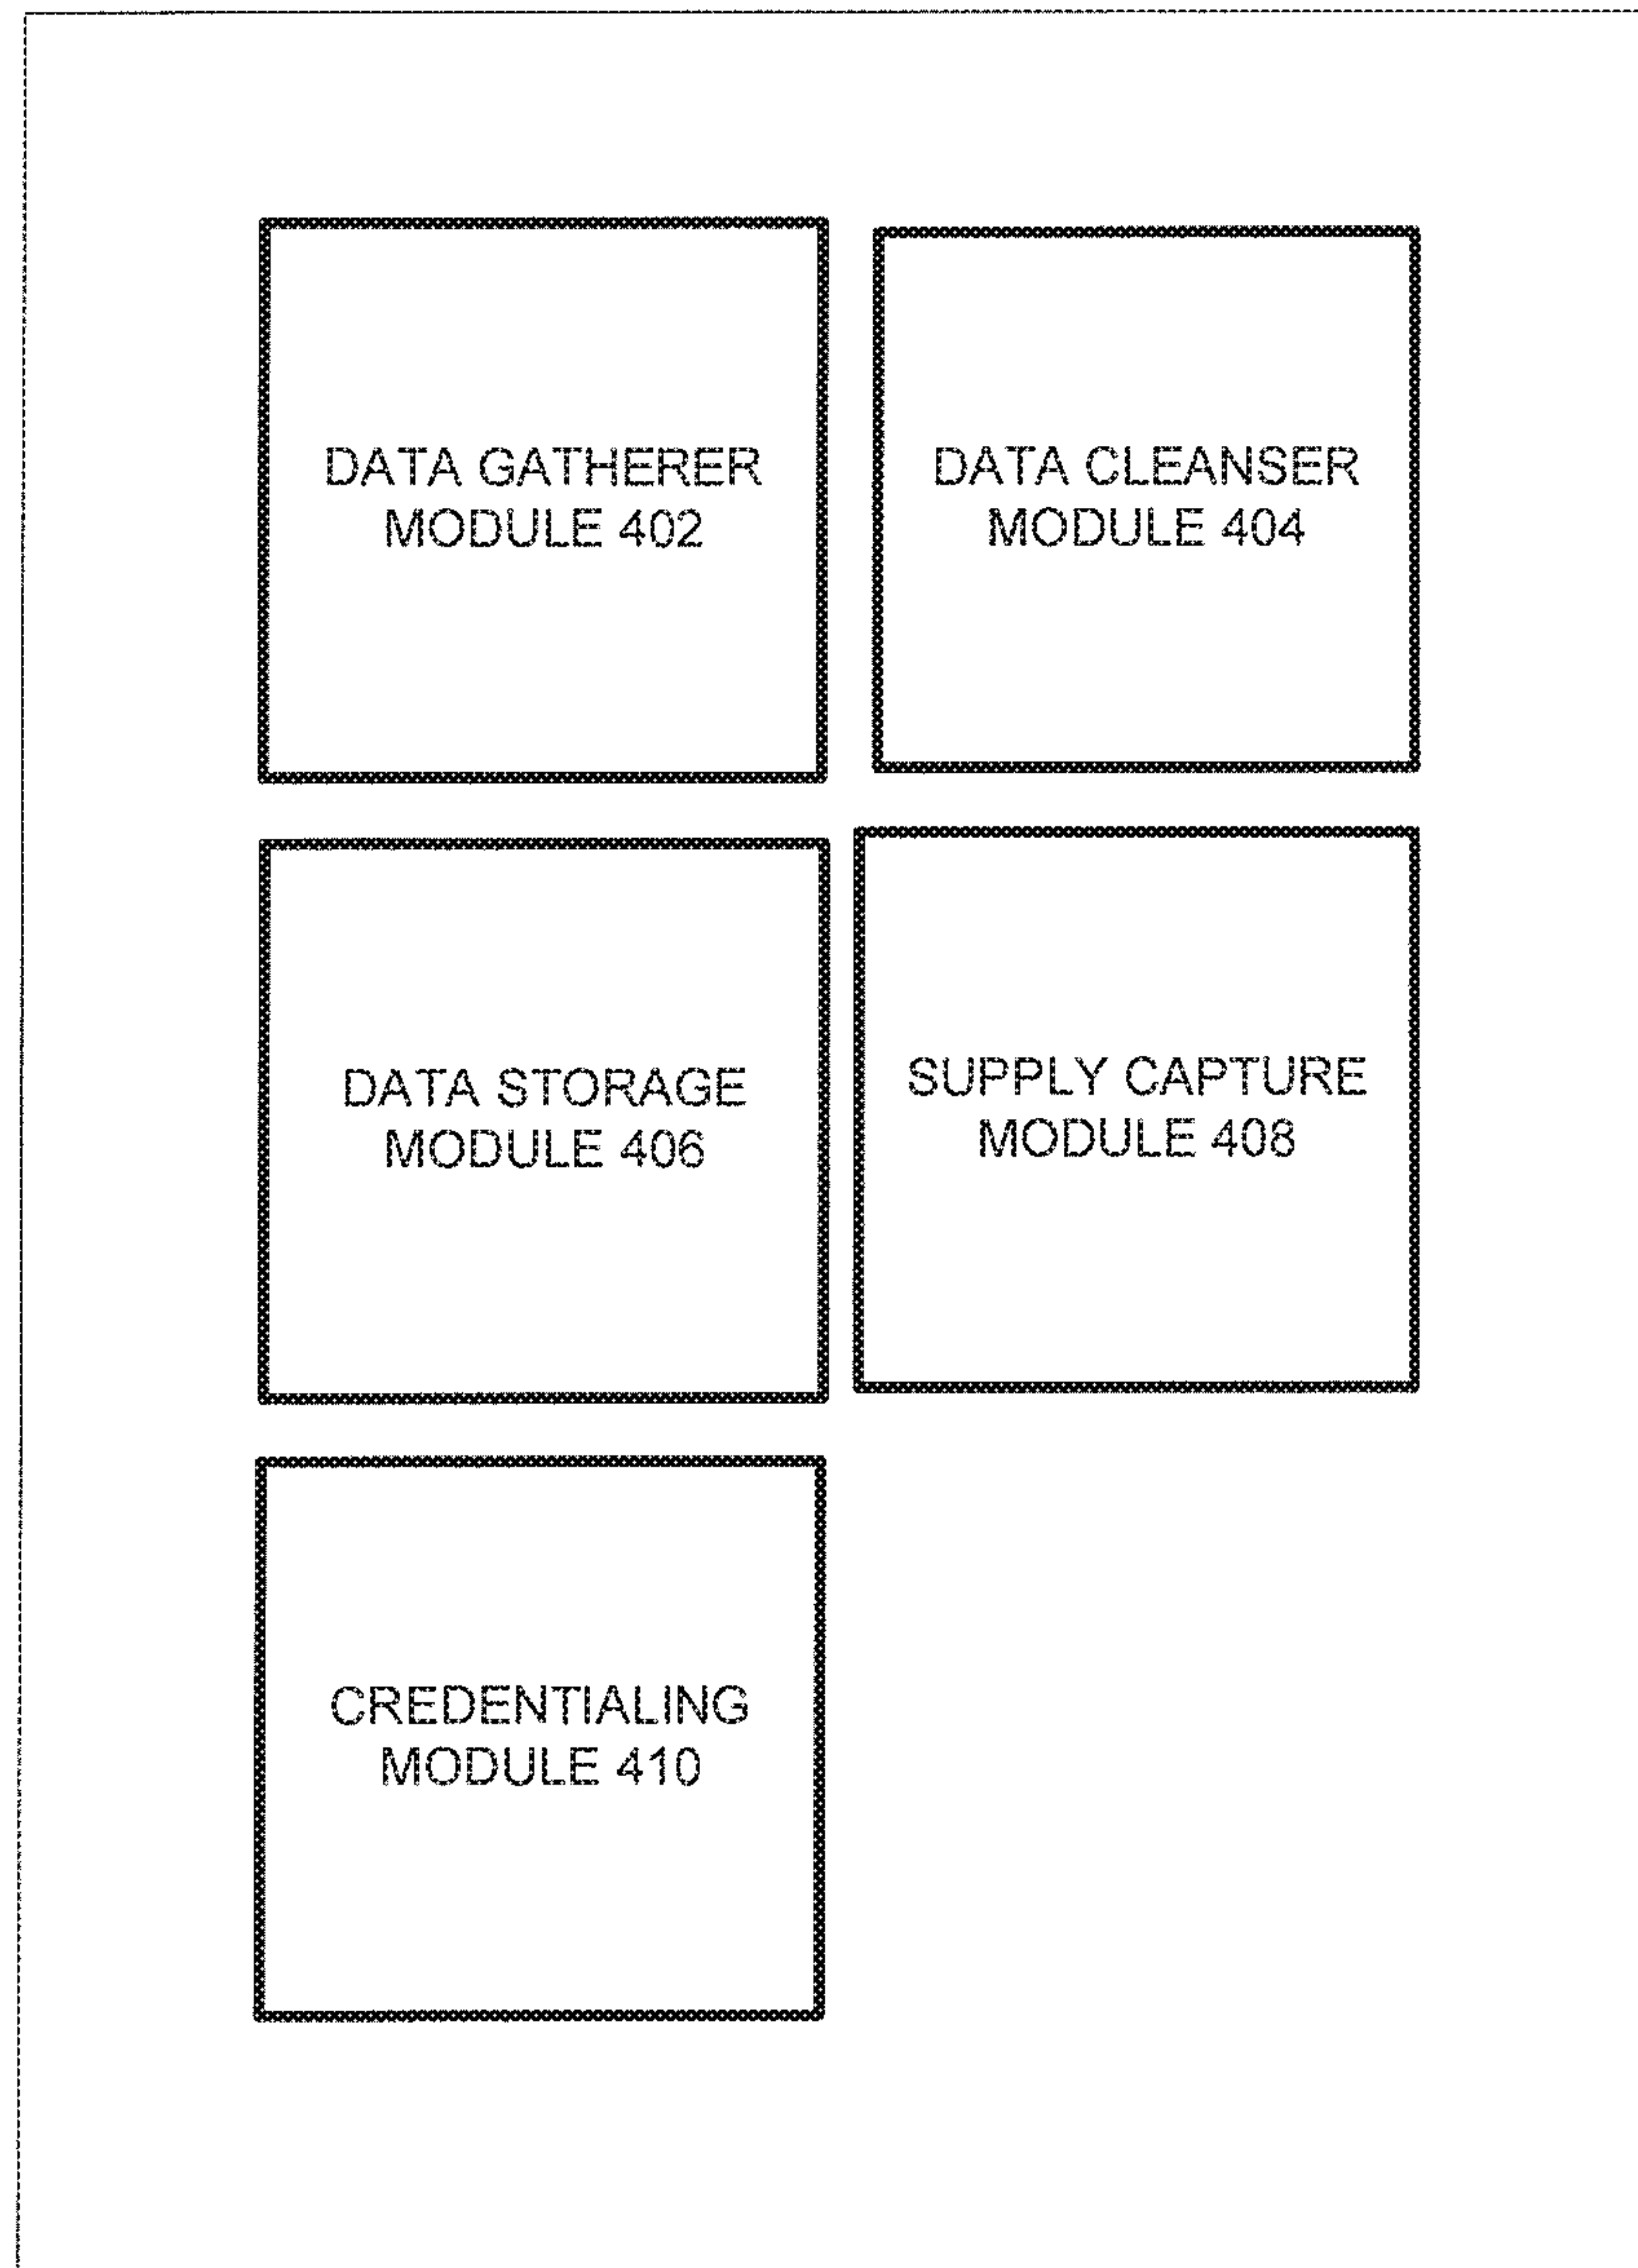 DATA GATHERER
MODULE 402
DATA CLEANSER
MODULE 404
DATA STORAGE
MODULE 406
SUPPLY CAPTURE
MODULE 408
CREDENTIALING
MODULE 410